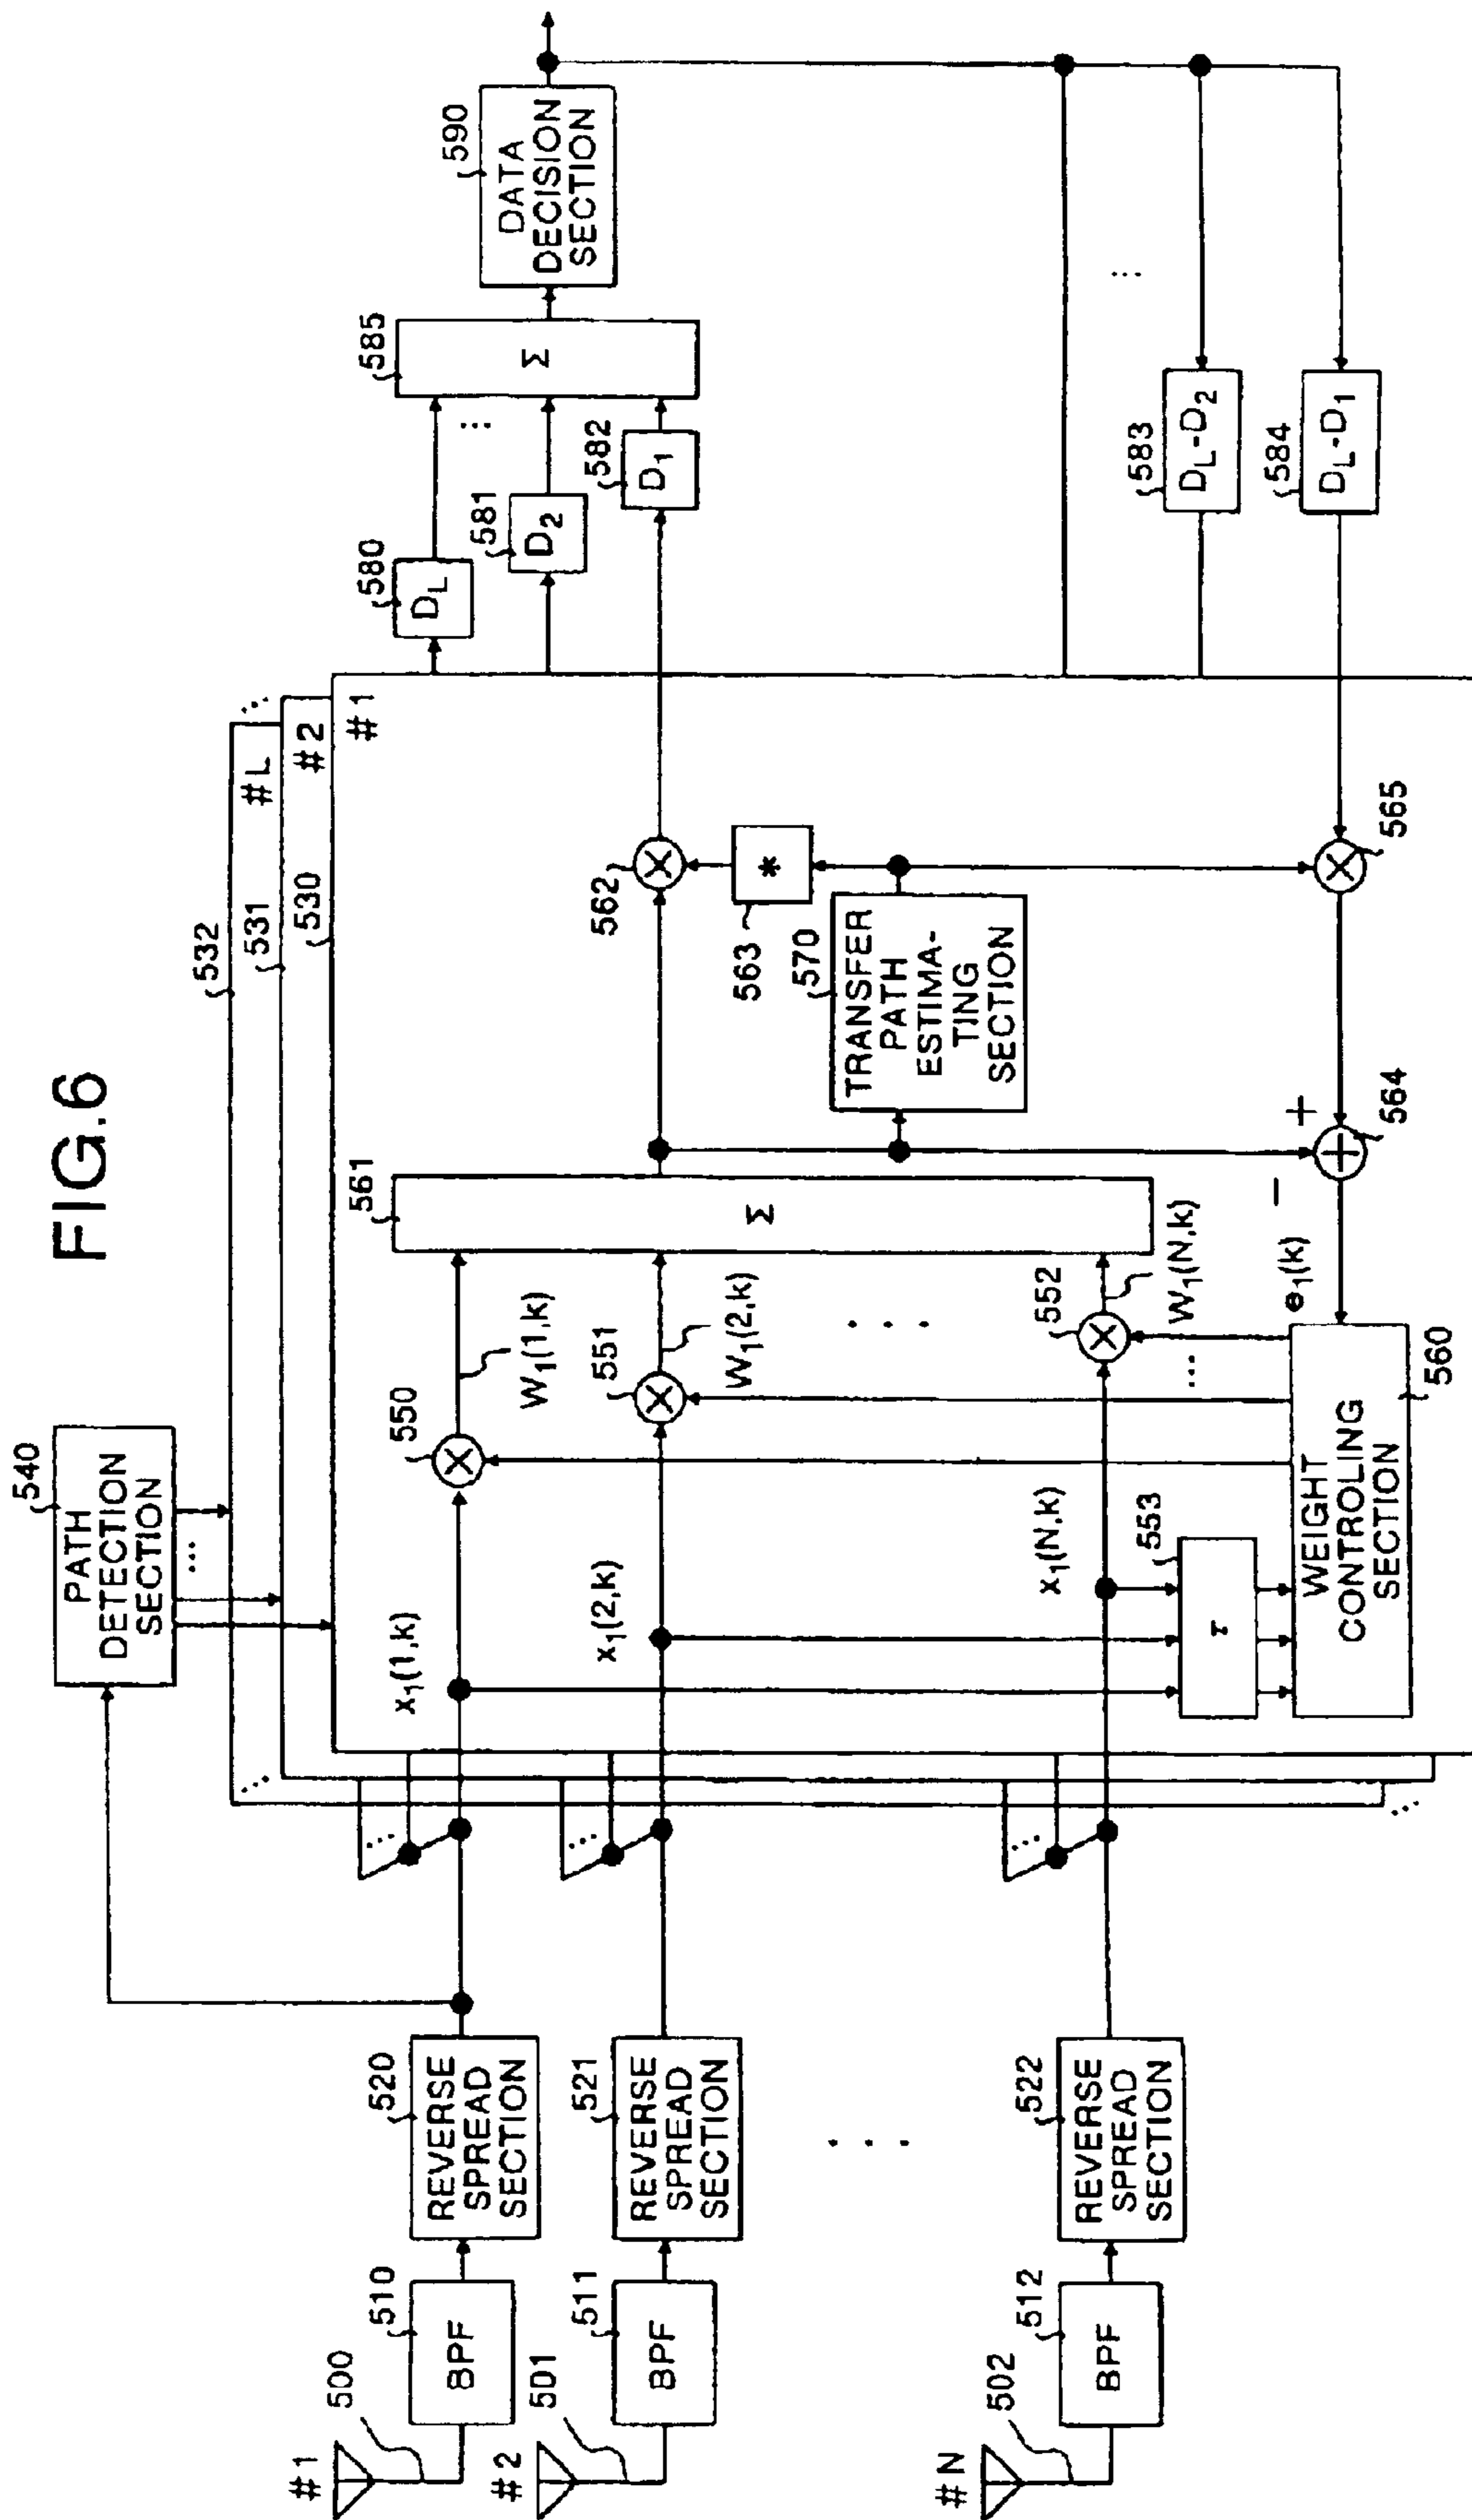 FIG.6
540
PATH
DETECTION
SECTION
532
531
530
#L
#2
#1
#1
500
510
BPF
520
REVERSE
SPREAD
SECTION
x₁(1,k)
550
W₁(1,k)
561
Σ
580
D_L
585
Σ
590
DATA
DECISION
SECTION
581
D₂
582
D₁
#2
501
511
BPF
521
REVERSE
SPREAD
SECTION
x₁(2,k)
551
W₁(2,k)
562
563
*
570
TRANSFER
PATH
ESTIMA-
TING
SECTION
#N
502
512
BPF
522
REVERSE
SPREAD
SECTION
x₁(N,k)
552
W₁(N,k)
553
τ
WEIGHT
CONTROLING
SECTION
560
e₁(k)
−
+
564
565
583
D_L-D₂
584
D_L-D₁